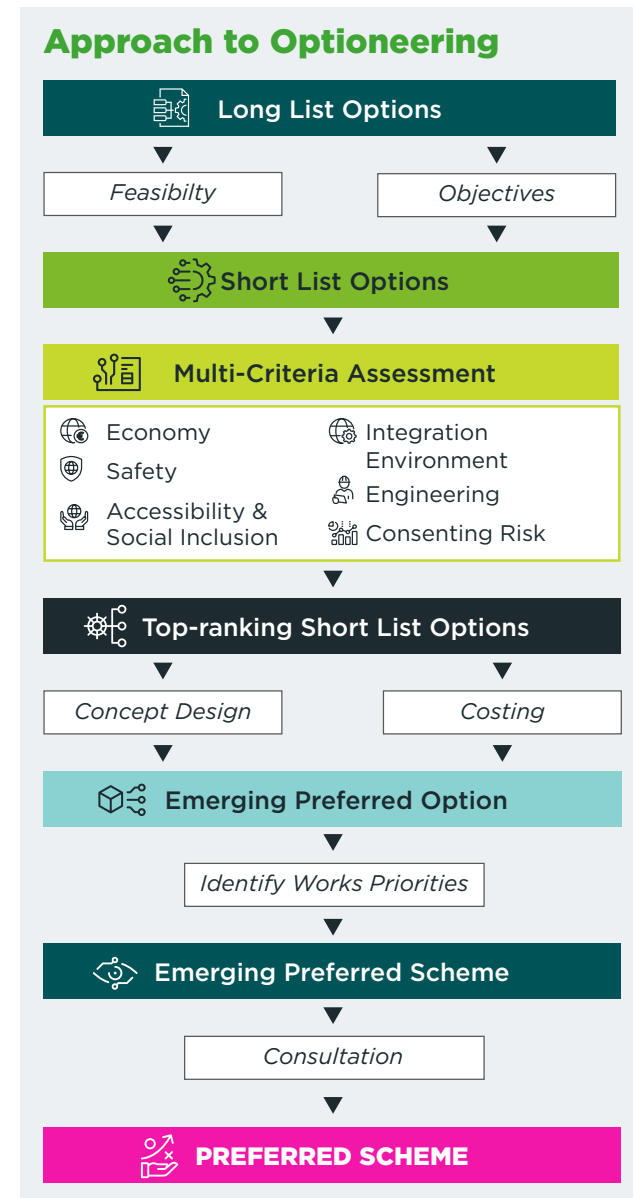 Approach to Optioneering
Long List Options
Feasibilty
Objectives
Short List Options
Multi-Criteria Assessment
Economy
Safety
Accessibility &
Social Inclusion
Integration
Environment
Engineering
Consenting Risk
Top-ranking Short List Options
Concept Design
Costing
Emerging Preferred Option
Identify Works Priorities
Emerging Preferred Scheme
Consultation
PREFERRED SCHEME